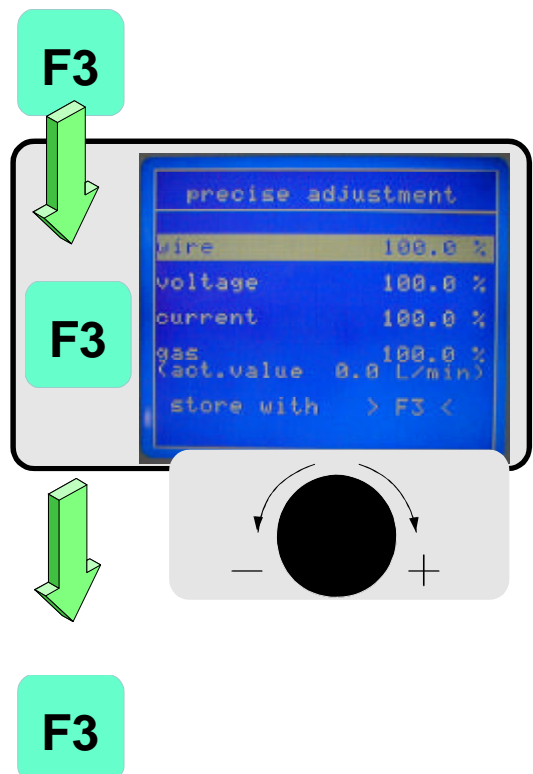 F3
precise adjustment
wire 100.0 %
voltage 100.0 %
F3
current 100.0 %
gas 100.0 %
(act.value 0.0 L/min)
store with > F3 <
— +
F3